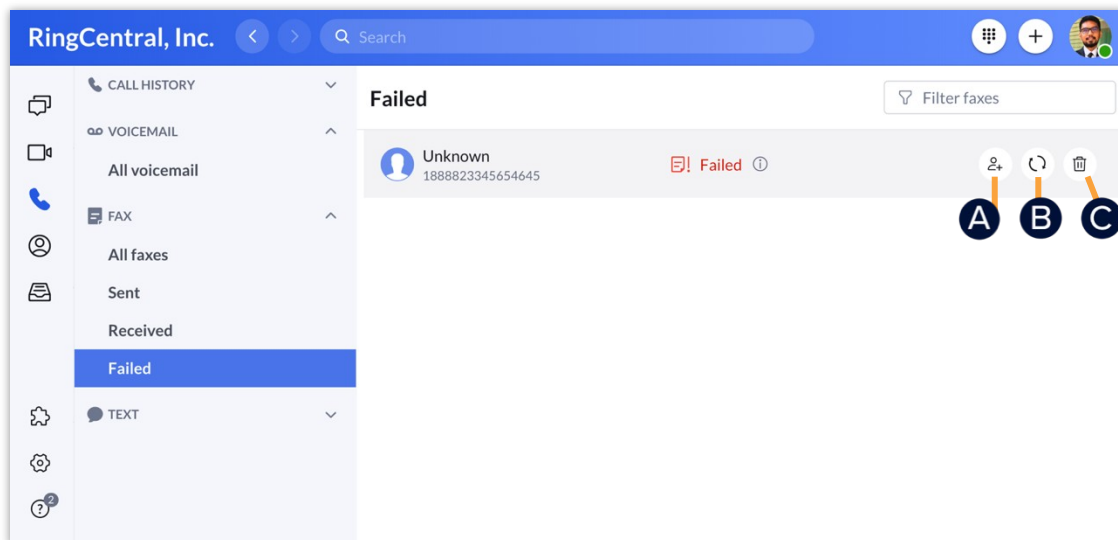 RingCentral, Inc.
Search
CALL HISTORY
VOICEMAIL
All voicemail
FAX
All faxes
Sent
Received
Failed
TEXT
2
Failed
Filter faxes
Unknown
1888823345654645
Failed
A
B
C